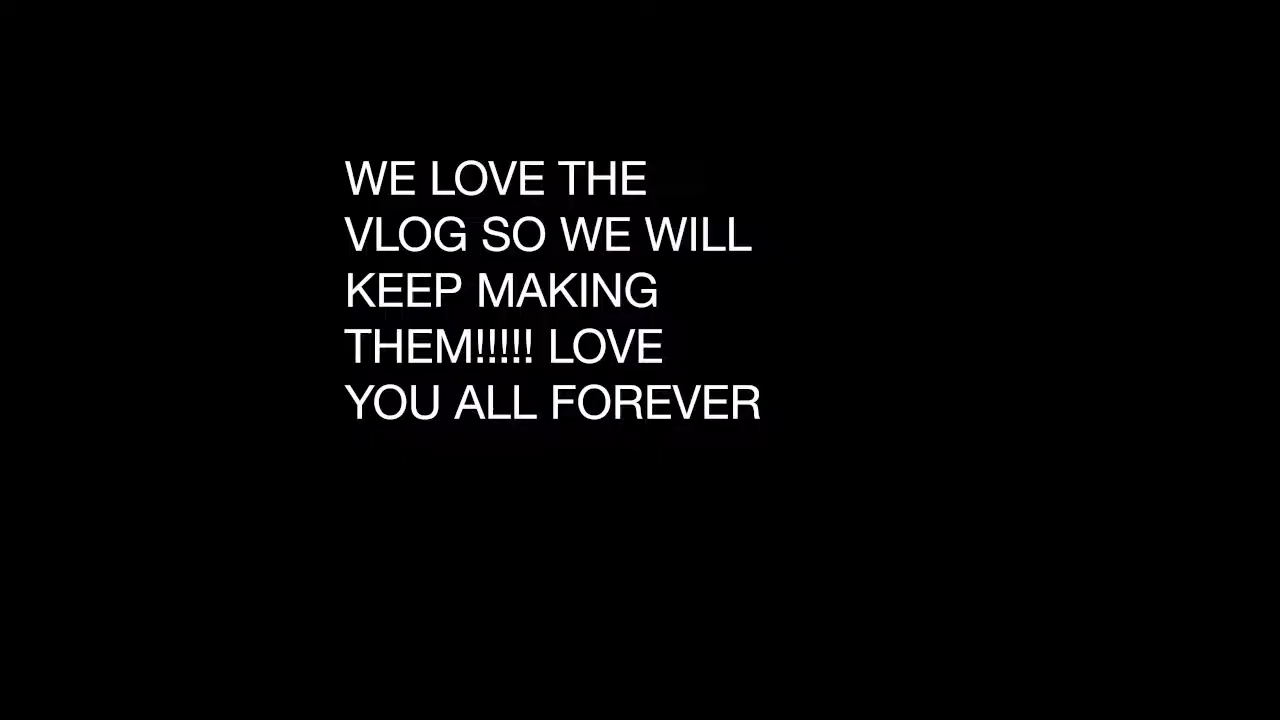 WE LOVE THE
VLOG SO WE WILL
KEEP MAKING
THEM!!!!! LOVE
YOU ALL FOREVER